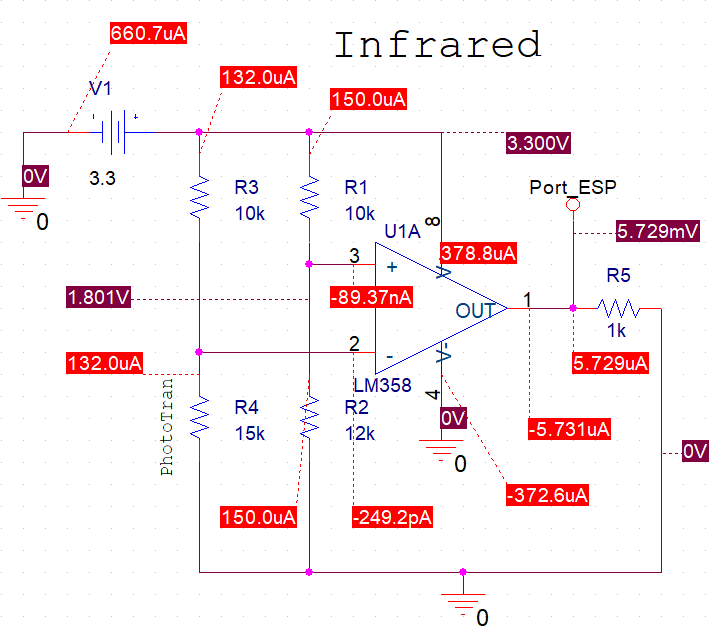 Infrared
660.7uA
V1
132.0uA
150.0uA
3.300V
0V
3.3
0
R3
10k
R1
10k
Port_ESP
U1A
8
5.729mV
3
+
378.8uA
V
1.801V
-89.37nA
OUT
1
R5
1k
2
-
V-
132.0uA
5.729uA
LM358
4
PhotoTran
R4
15k
R2
12k
0V
0
-5.731uA
0V
-372.6uA
150.0uA
-249.2pA
0